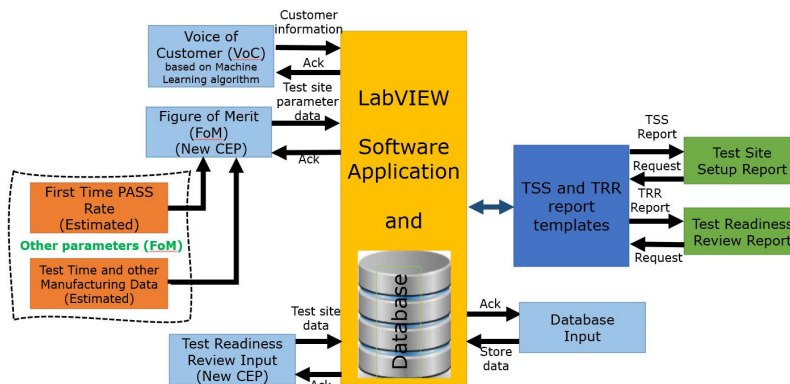 Voice of
Customer (VoC)
based on Machine
Learning algorithm
Customer
information
Ack
Test site
parameter
data
Figure of Merit
(FoM)
(New CEP)
Ack
First Time PASS
Rate
(Estimated)
Other parameters (FoM)
Test Time and other
Manufacturing Data
(Estimated)
Test Readiness
Review Input
(New CEP)
Test site
data
Ack
LabVIEW
Software
Application
and
Database
TSS and TRR
report
templates
TSS
Report
Request
TRR
Report
Request
Test Site
Setup Report
Test Readiness
Review Report
Ack
Store
data
Database
Input